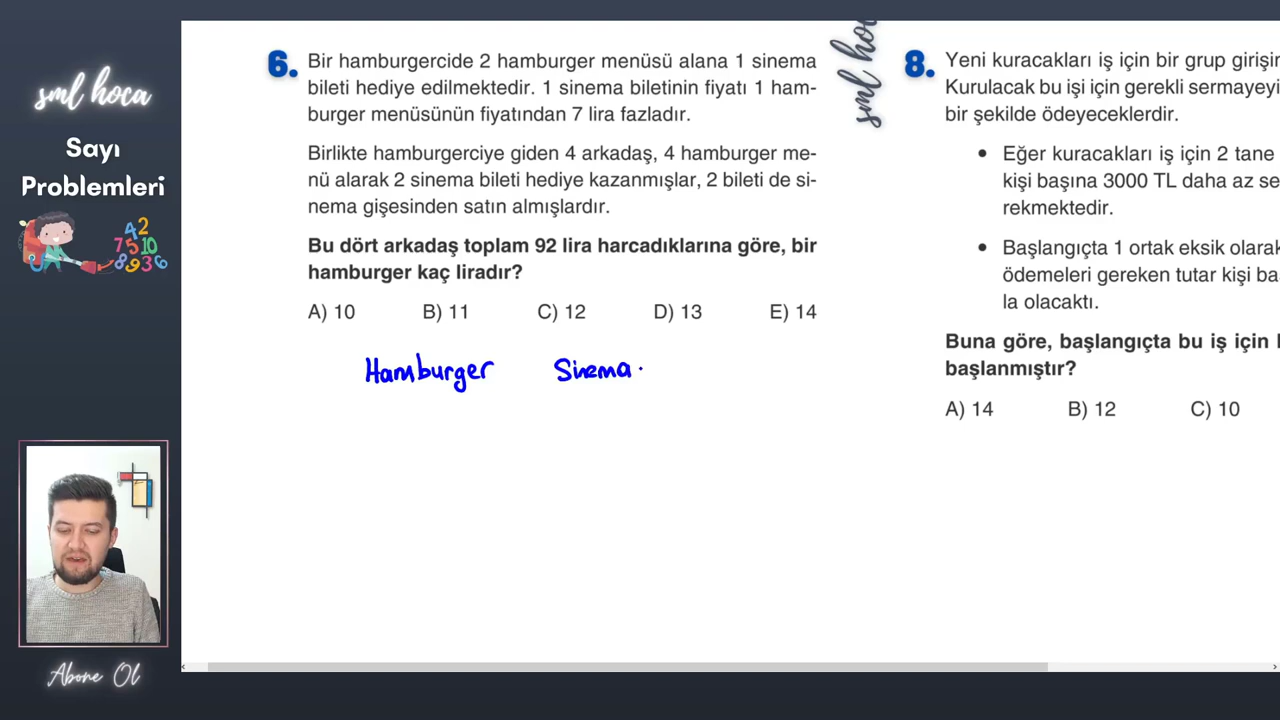 sml hoca
Sayı
Problemleri
Abone Ol
6. Bir hamburgercide 2 hamburger menüsü alana 1 sinema
bileti hediye edilmektedir. 1 sinema biletinin fiyatı 1 ham-
burger menüsünün fiyatından 7 lira fazladır.
Birlikte hamburgerciye giden 4 arkadaş, 4 hamburger me-
nü alarak 2 sinema bileti hediye kazanmışlar, 2 bileti de si-
nema gişesinden satın almışlardır.
Bu dört arkadaş toplam 92 lira harcadıklarına göre, bir
hamburger kaç liradır?
A) 10 B) 11 C) 12 D) 13 E) 14
Hamburger Sinema
sml ho
8. Yeni kuracakları iş için bir grup girişir
Kurulacak bu işi için gerekli sermayeyi
bir şekilde ödeyeceklerdir.
• Eğer kuracakları iş için 2 tane
kişi başına 3000 TL daha az se
rekmektedir.
• Başlangıçta 1 ortak eksik olarak
ödemeleri gereken tutar kişi ba
la olacaktı.
Buna göre, başlangıçta bu iş için
başlanmıştır?
A) 14 B) 12 C) 10